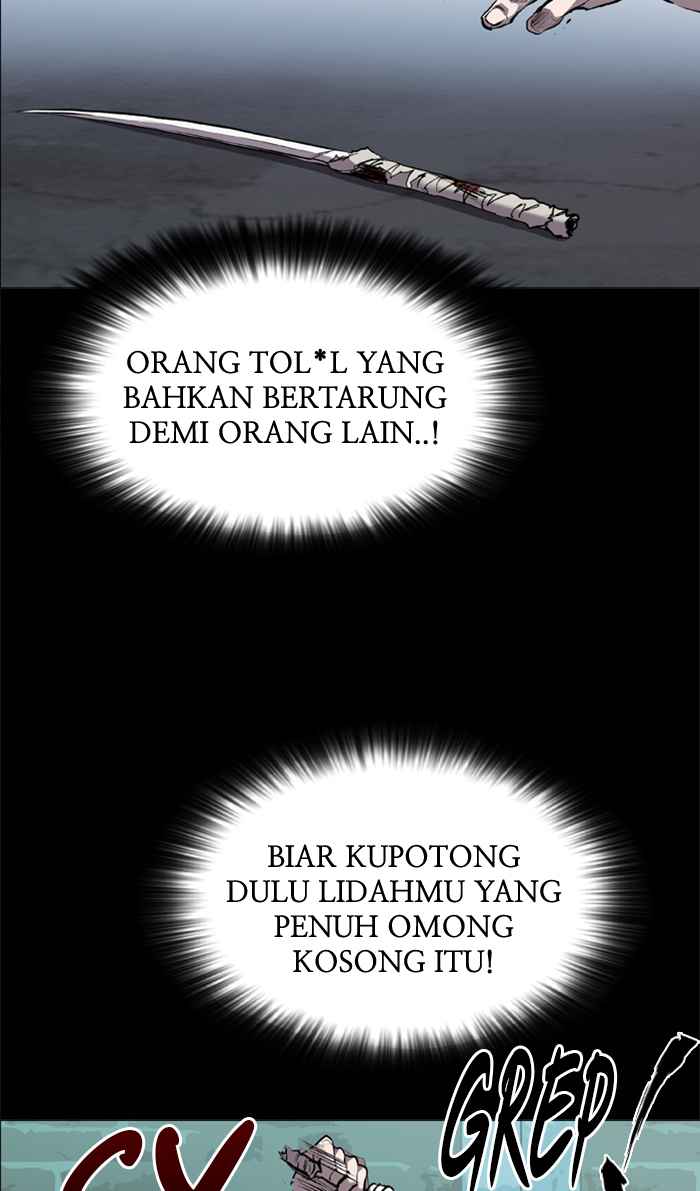 ORANG TOL*L YANG
BAHKAN BERTARUNG
DEMI ORANG LAIN..!
BIAR KUPOTONG
DULU LIDAHMU YANG
PENUH OMONG
KOSONG ITU!
GREP!